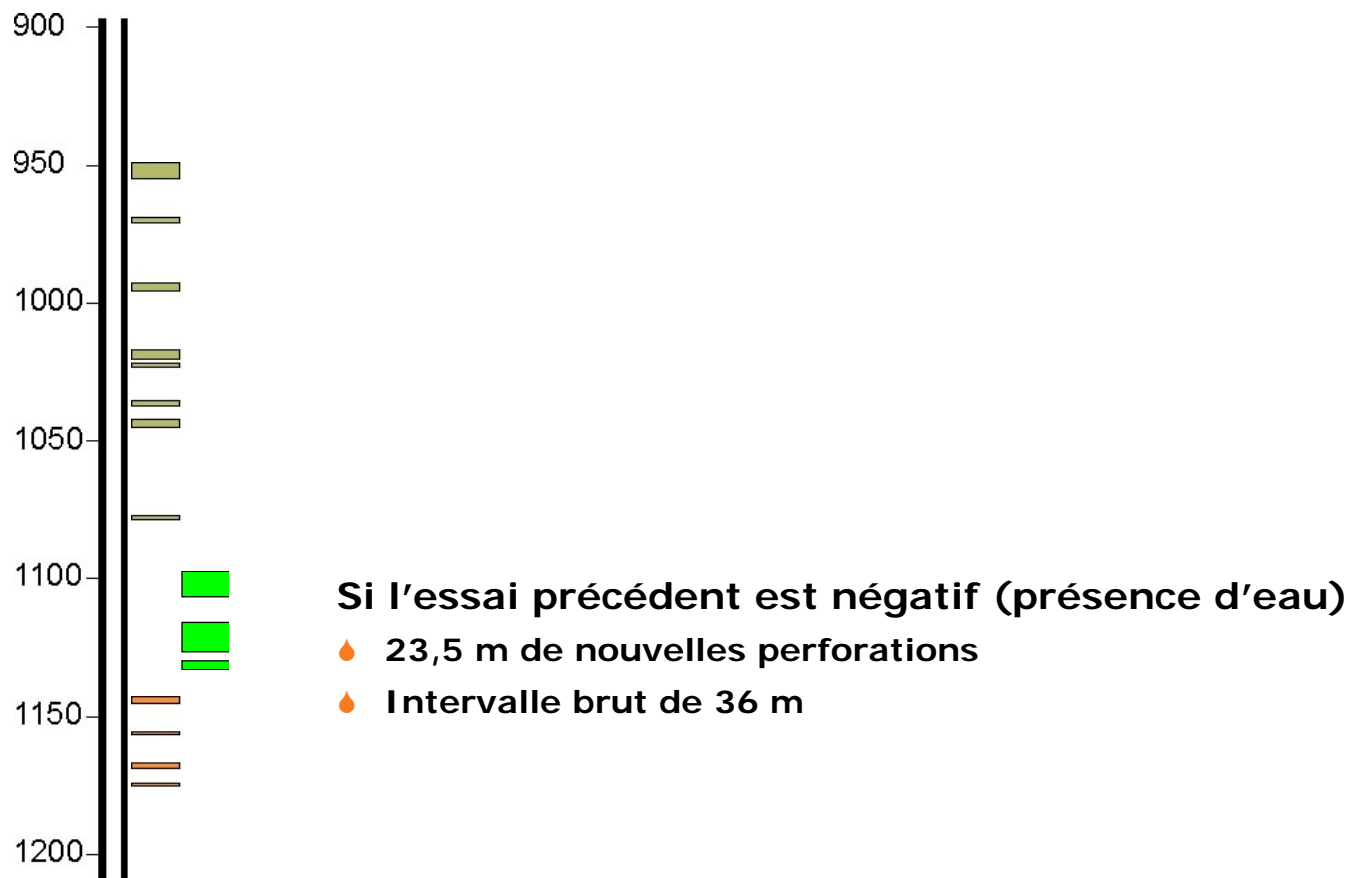 900
950
1000
1050
1100
1150
1200
Si l'essai précédent est négatif (présence d'eau)
23,5 m de nouvelles perforations
Intervalle brut de 36 m